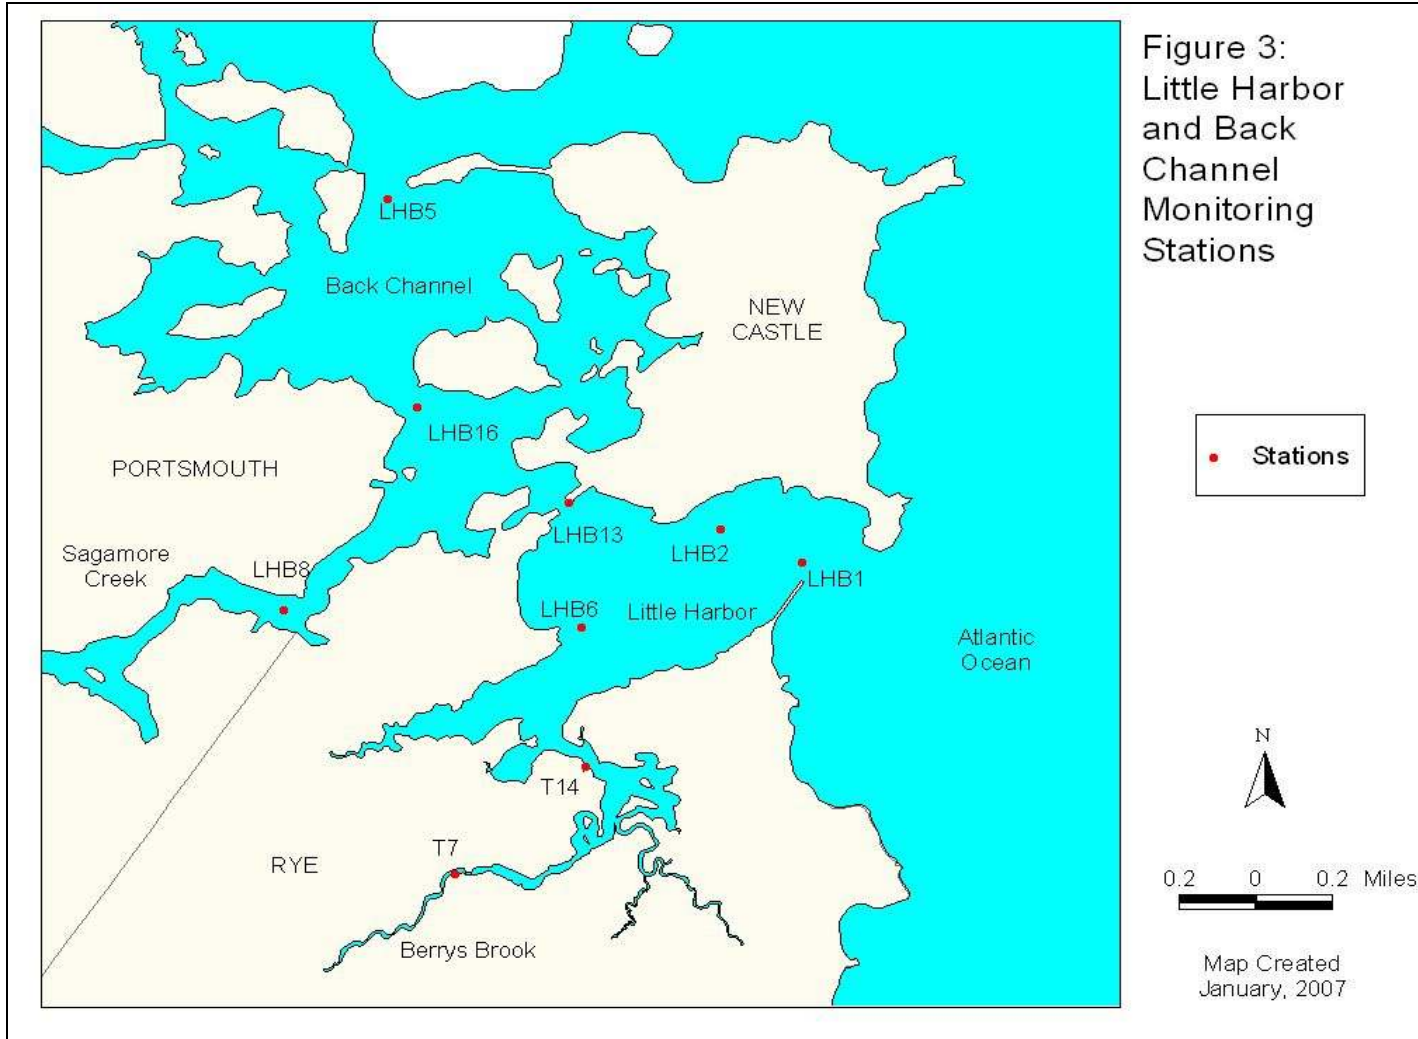 Figure 3:
Little Harbor
and Back
Channel
Monitoring
Stations
LHB5
Back Channel
NEW
CASTLE
LHB16
PORTSMOUTH
Stations
LHB13
LHB2
Sagamore
Creek
LHB8
LHB1
LHB6
Little Harbor
Atlantic
Ocean
N
T14
T7
RYE
0.2 0 0.2 Miles
Berrys Brook
Map Created
January, 2007